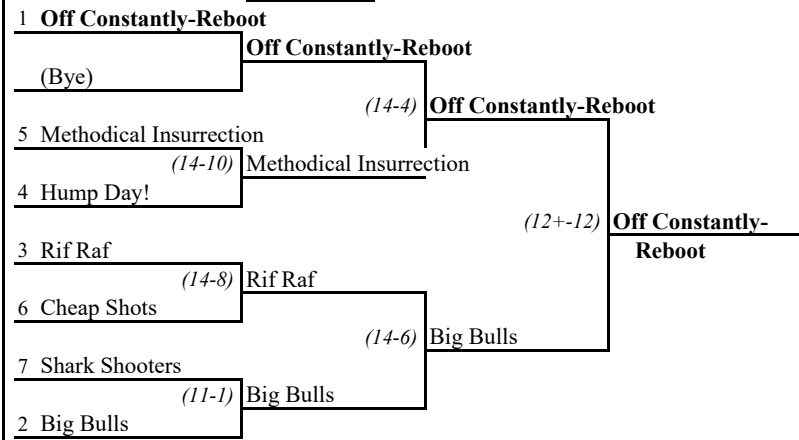 1 Off Constantly-Reboot
Off Constantly-Reboot
(Bye)
(14-4) Off Constantly-Reboot
5 Methodical Insurrection
(14-10) Methodical Insurrection
4 Hump Day!
(12+-12) Off Constantly-
Reboot
3 Rif Raf
(14-8) Rif Raf
6 Cheap Shots
(14-6) Big Bulls
7 Shark Shooters
(11-1) Big Bulls
2 Big Bulls